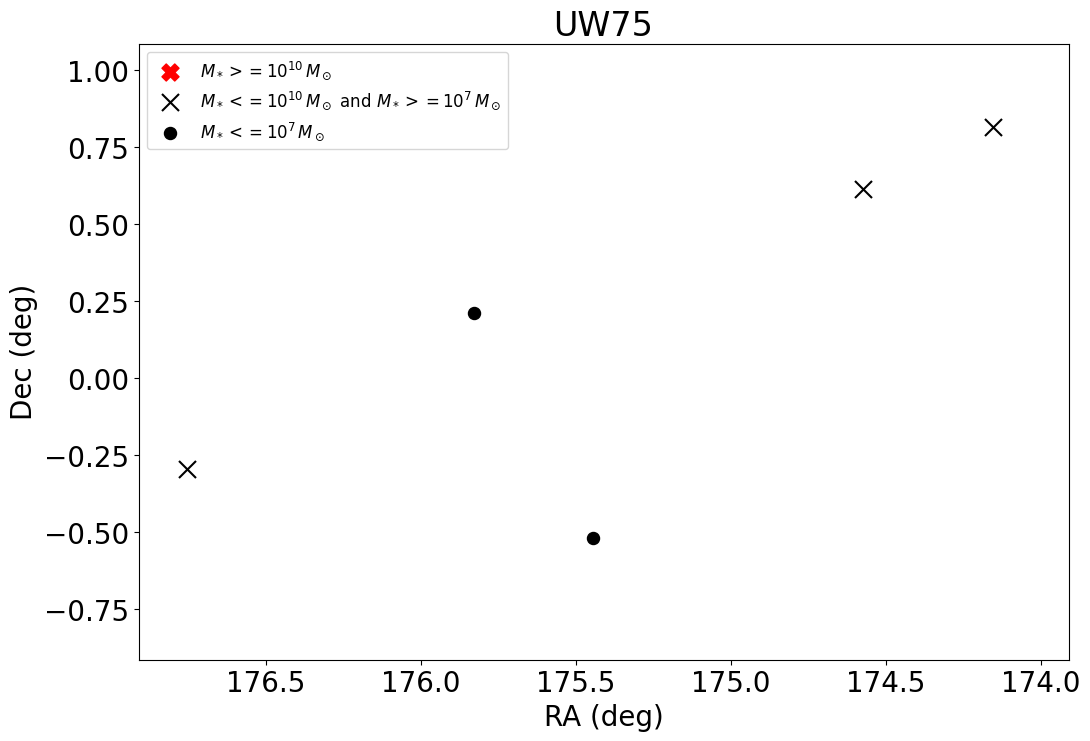 UW75
M* >= 10^10 M⊙
M* <= 10^10 M⊙ and M* >= 10^7 M⊙
M* <= 10^7 M⊙
1.00
0.75
0.50
0.25
0.00
−0.25
−0.50
−0.75
Dec (deg)
176.5 176.0 175.5 175.0 174.5 174.0
RA (deg)